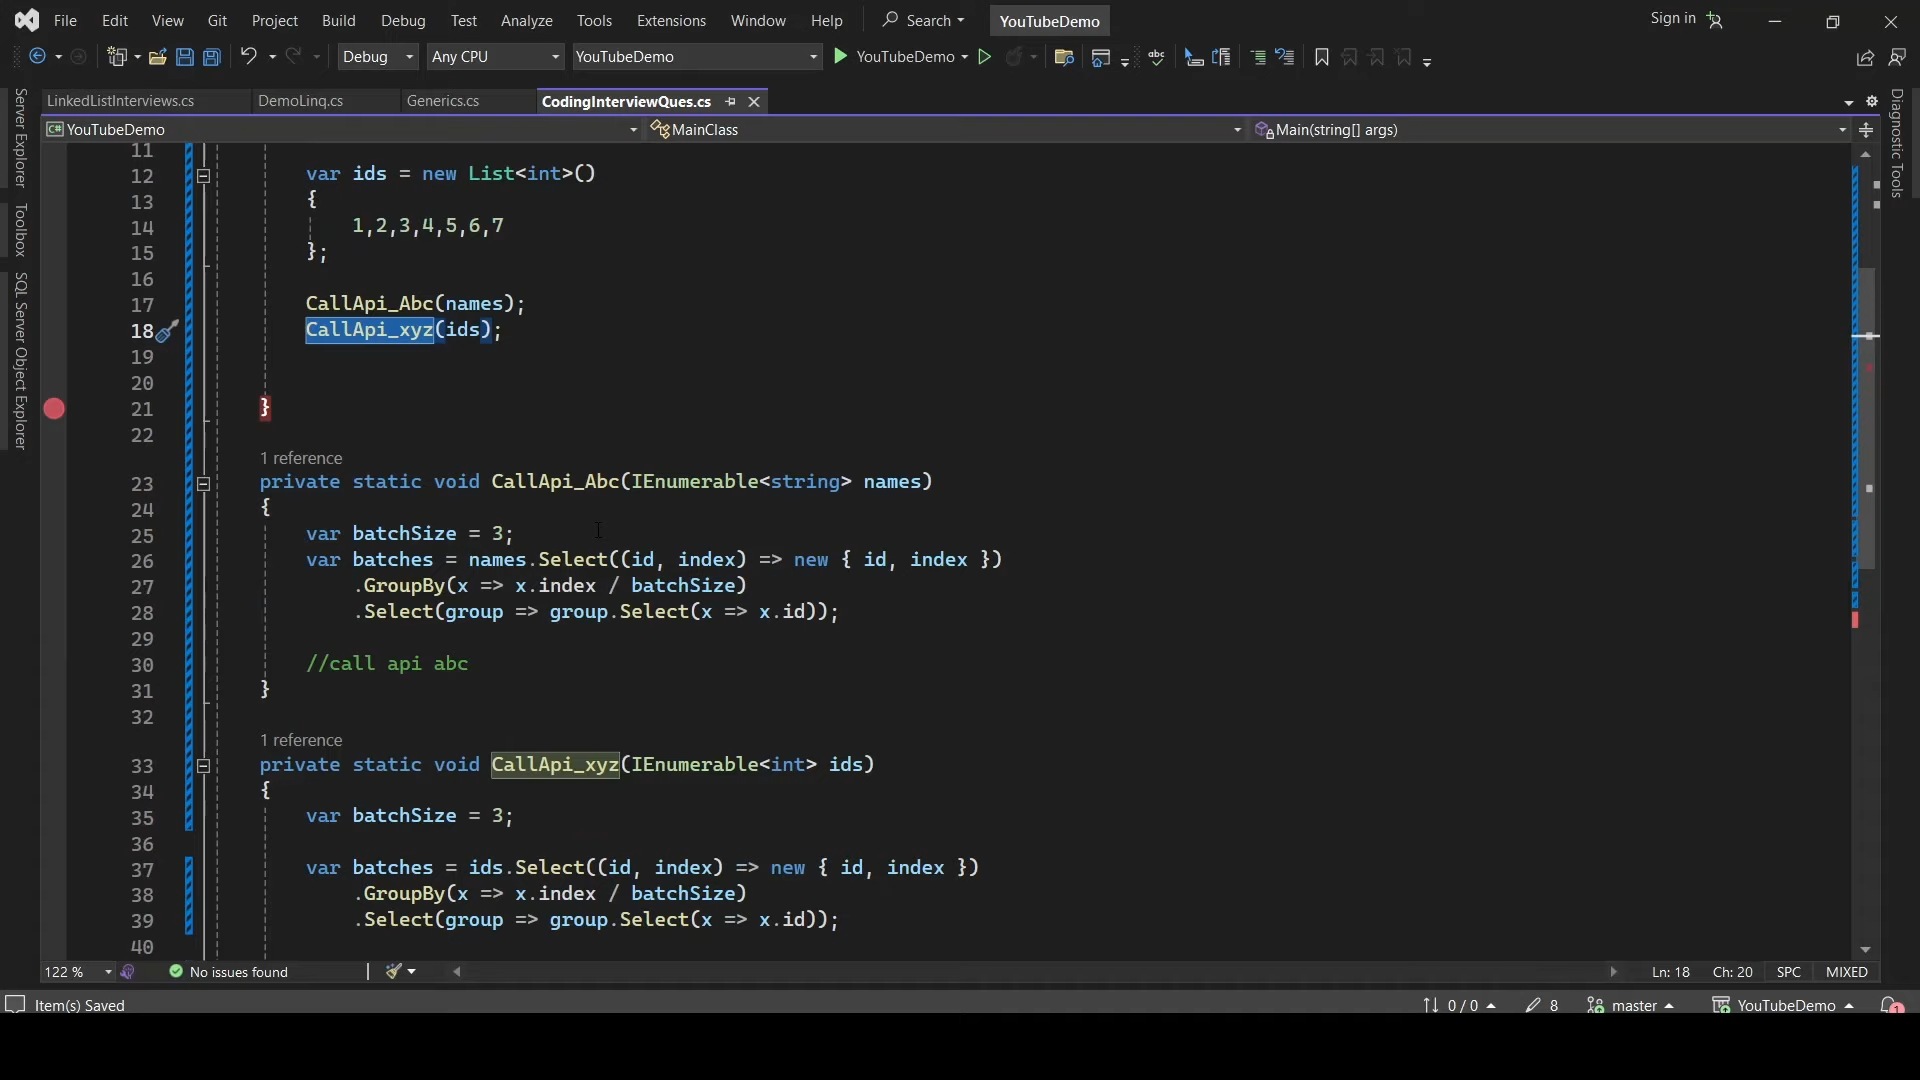 File Edit View Git Project Build Debug Test Analyze Tools Extensions Window Help Search YouTubeDemo Sign in
Debug Any CPU YouTubeDemo YouTubeDemo
LinkedListInterviews.cs DemoLinq.cs Generics.cs CodingInterviewQues.cs
YouTubeDemo MainClass Main(string[] args)
Server Explorer
Toolbox
SQL Server Object Explorer
Diagnostic Tools
11
12 var ids = new List<int>()
13 {
14 1,2,3,4,5,6,7
15 };
16
17 CallApi_Abc(names);
18 CallApi_xyz(ids);
19
20
21 }
22
1 reference
23 private static void CallApi_Abc(IEnumerable<string> names)
24 {
25 var batchSize = 3;
26 var batches = names.Select((id, index) => new { id, index })
27 .GroupBy(x => x.index / batchSize)
28 .Select(group => group.Select(x => x.id));
29
30 //call api abc
31 }
32
1 reference
33 private static void CallApi_xyz(IEnumerable<int> ids)
34 {
35 var batchSize = 3;
36
37 var batches = ids.Select((id, index) => new { id, index })
38 .GroupBy(x => x.index / batchSize)
39 .Select(group => group.Select(x => x.id));
40
122 % No issues found Ln: 18 Ch: 20 SPC MIXED
Item(s) Saved 0 / 0 8 master YouTubeDemo 1